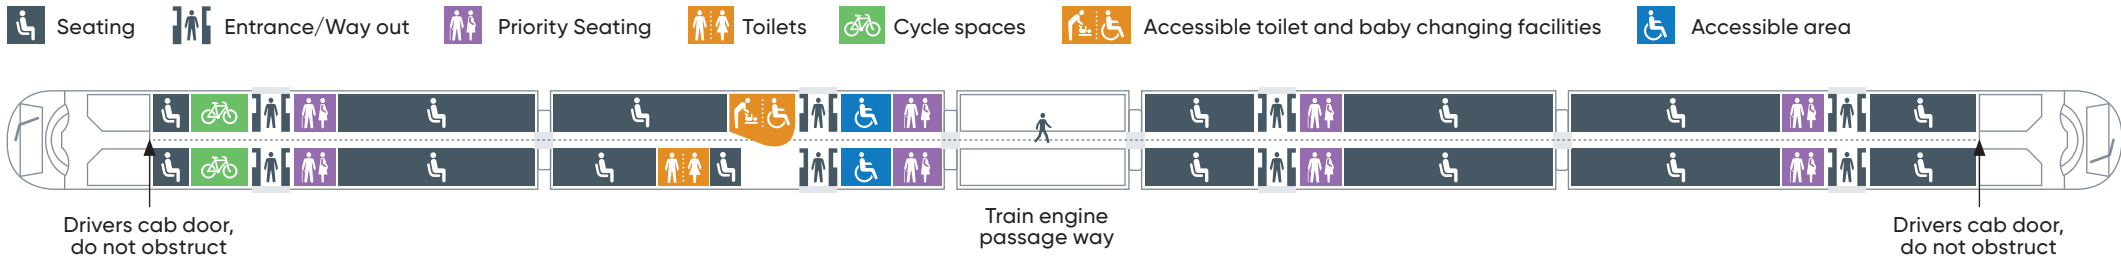 Seating
Entrance/Way out
Priority Seating
Toilets
Cycle spaces
Accessible toilet and baby changing facilities
Accessible area
Drivers cab door,
do not obstruct
Train engine
passage way
Drivers cab door,
do not obstruct